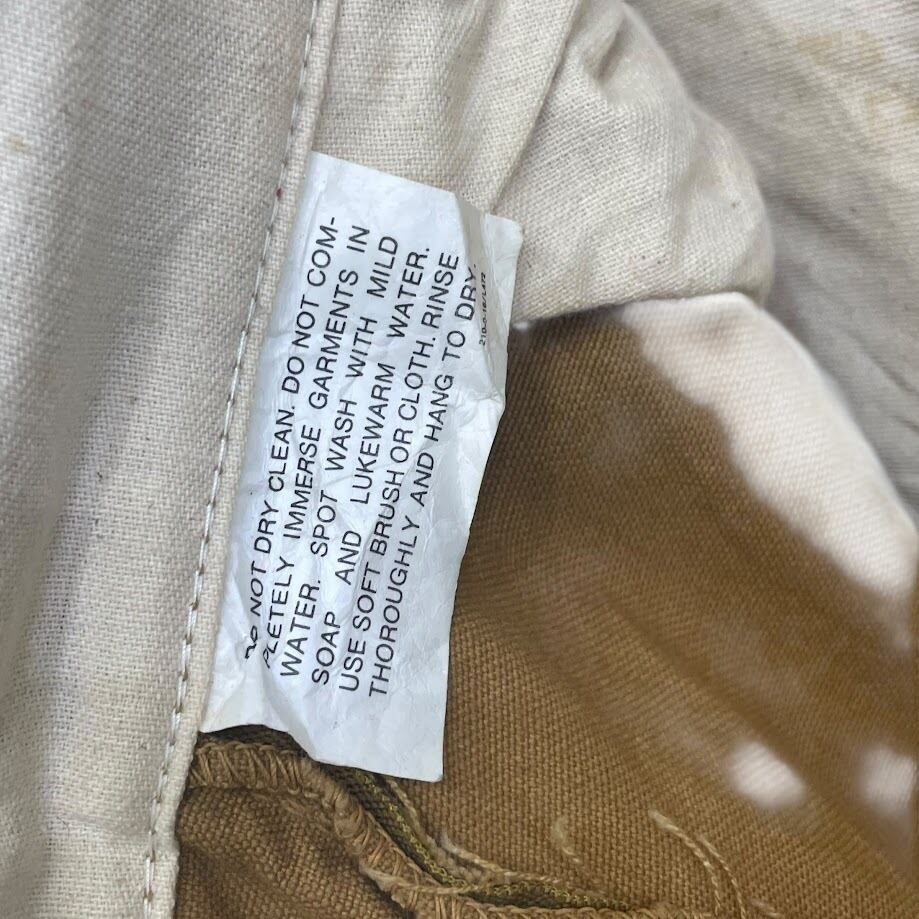 DO NOT DRY CLEAN. DO NOT COM-
PLETELY IMMERSE GARMENTS IN
WATER. SPOT WASH WITH MILD
SOAP AND LUKEWARM WATER.
USE SOFT BRUSH OR CLOTH. RINSE
THOROUGHLY AND HANG TO DRY.